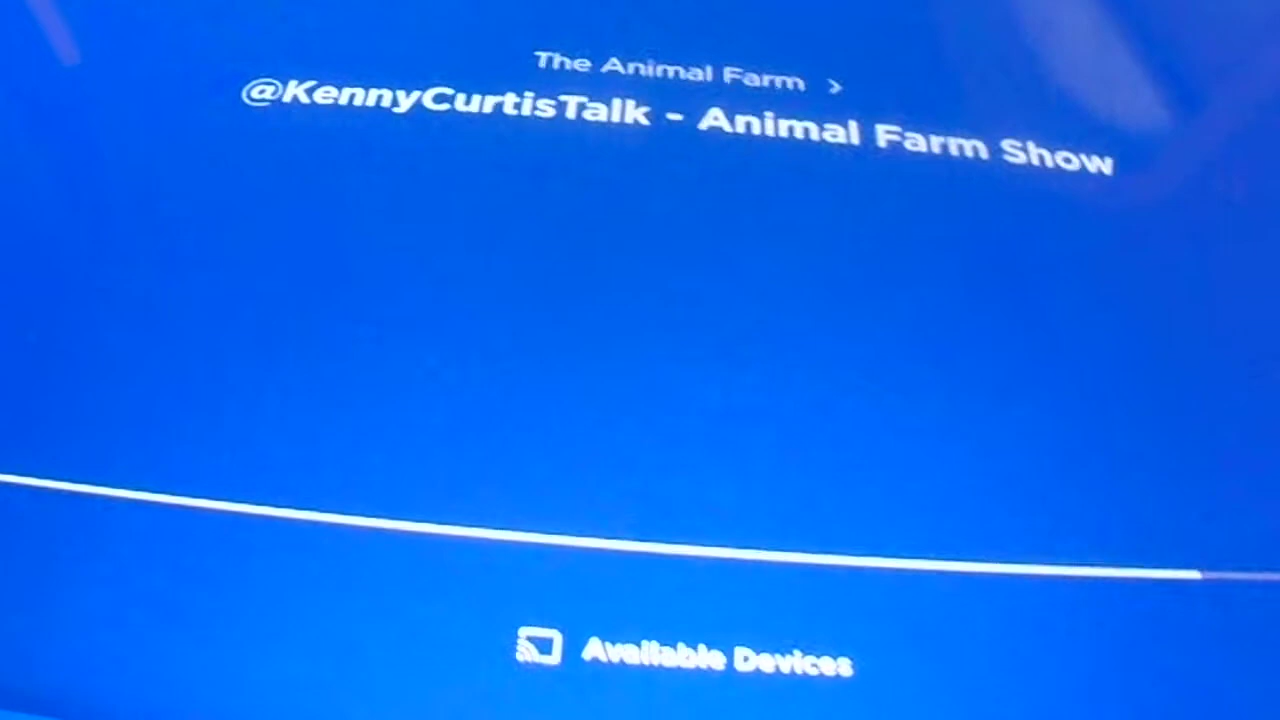 The Animal Farm >
@KennyCurtisTalk - Animal Farm Show
Available Devices